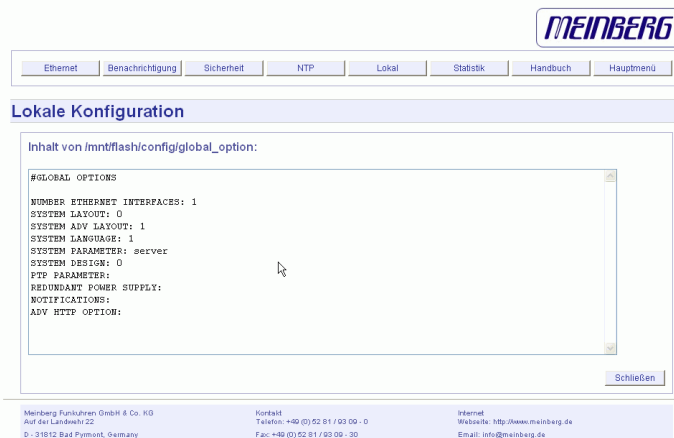 MEINBERG
Ethernet Benachrichtigung Sicherheit NTP Lokal Statistik Handbuch Hauptmenü
Lokale Konfiguration
Inhalt von /mnt/flash/config/global_option:
#GLOBAL OPTIONS
NUMBER ETHERNET INTERFACES: 1
SYSTEM LAYOUT: 0
SYSTEM ADV LAYOUT: 1
SYSTEM LANGUAGE: 1
SYSTEM PARAMETER: server
SYSTEM DESIGN: 0
PTP PARAMETER:
REDUNDANT POWER SUPPLY:
NOTIFICATIONS:
ADV HTTP OPTION:
Schließen
Meinberg Funkuhren GmbH & Co. KG
Auf der Landwehr 22
D - 31812 Bad Pyrmont, Germany
Kontakt
Telefon: +49 (0) 52 81 / 93 09 - 0
Fax: +49 (0) 52 81 / 93 09 - 30
Internet
Webseite: http://www.meinberg.de
Email: info@meinberg.de